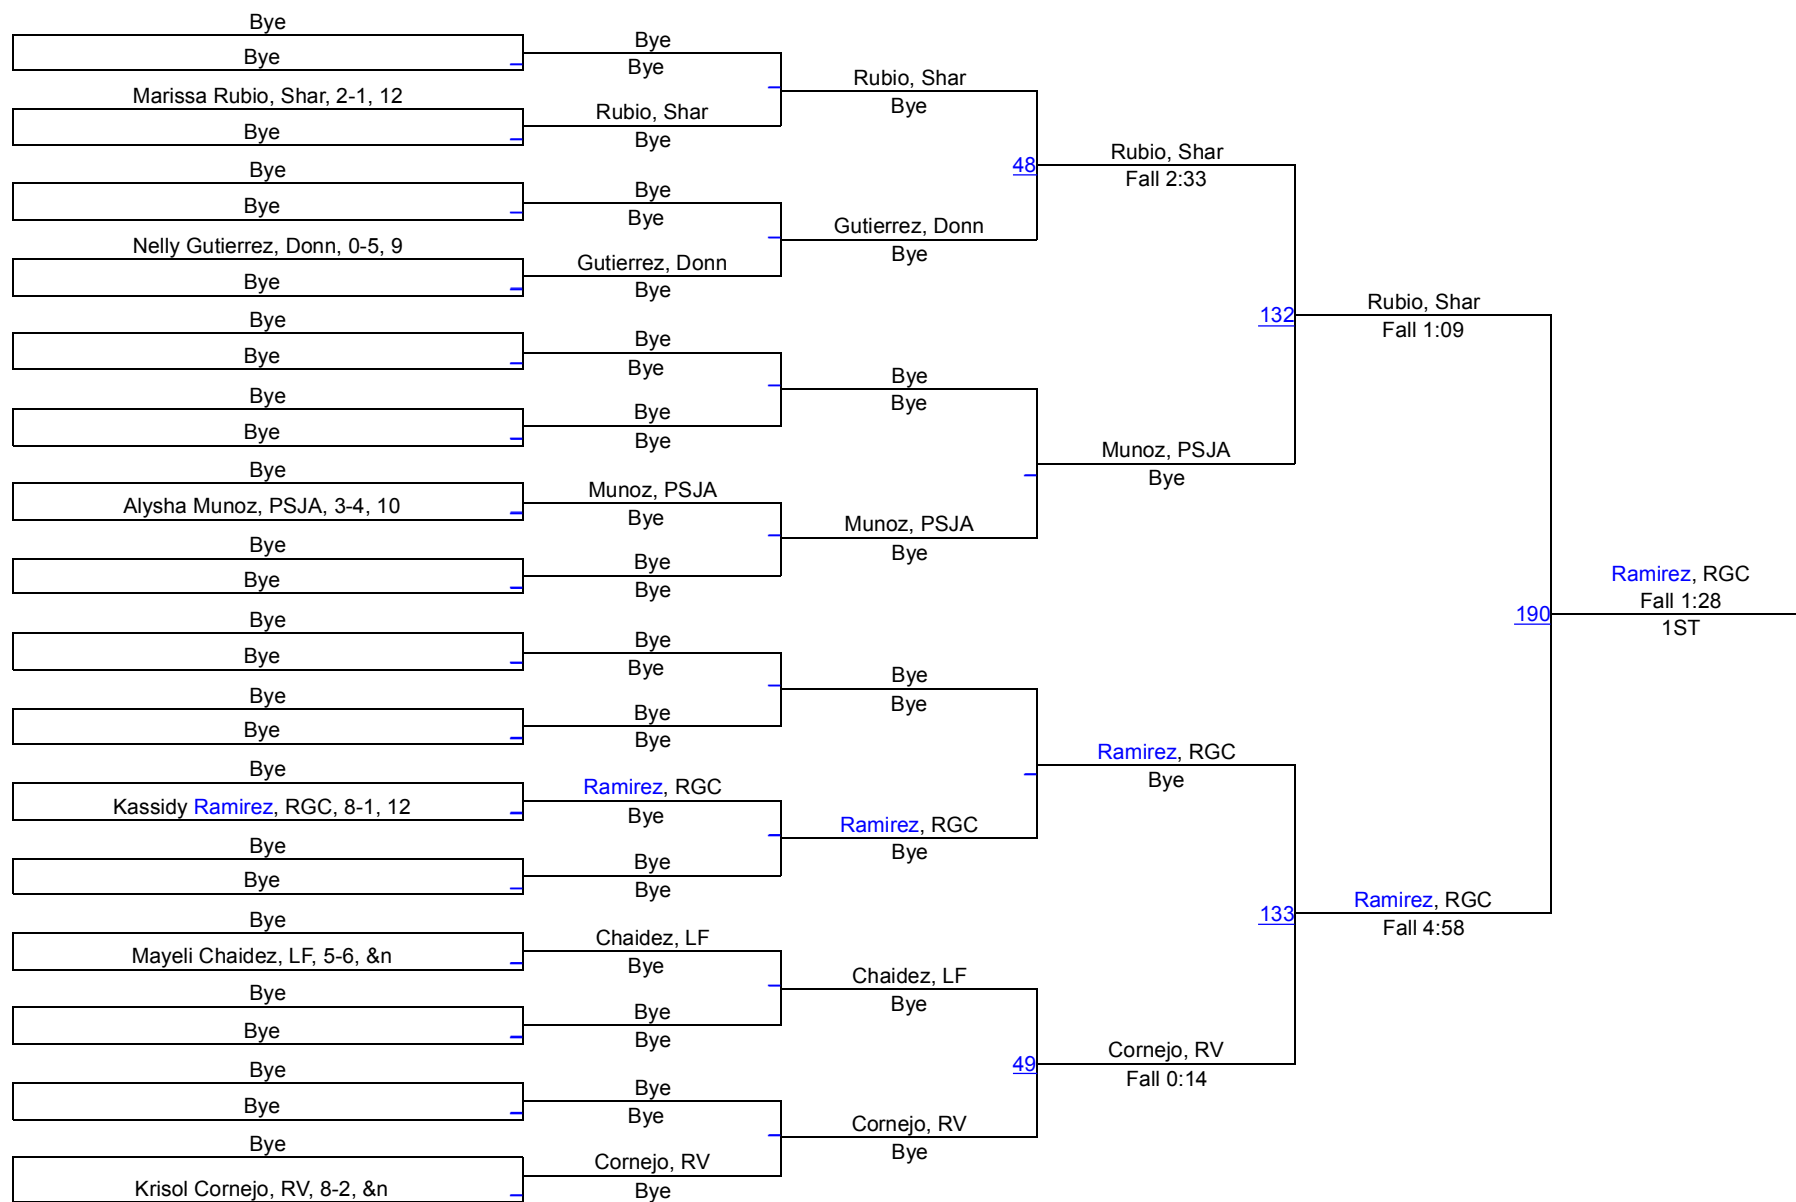 Bye
Bye
Marissa Rubio, Shar, 2-1, 12
Bye
Bye
Bye
Nelly Gutierrez, Donn, 0-5, 9
Bye
Bye
Bye
Bye
Bye
Bye
Alysha Munoz, PSJA, 3-4, 10
Bye
Bye
Bye
Bye
Bye
Bye
Bye
Kassidy Ramirez, RGC, 8-1, 12
Bye
Bye
Bye
Mayeli Chaidez, LF, 5-6, &n
Bye
Bye
Bye
Bye
Bye
Krisol Cornejo, RV, 8-2, &n
Bye
Bye
Rubio, Shar
Bye
Bye
Bye
Gutierrez, Donn
Bye
Bye
Bye
Bye
Bye
Munoz, PSJA
Bye
Bye
Bye
Bye
Bye
Bye
Bye
Ramirez, RGC
Bye
Bye
Bye
Chaidez, LF
Bye
Bye
Bye
Bye
Bye
Cornejo, RV
Bye
Rubio, Shar
Bye
Gutierrez, Donn
Bye
Bye
Bye
Munoz, PSJA
Bye
Bye
Bye
Ramirez, RGC
Bye
Chaidez, LF
Bye
Cornejo, RV
Bye
48
49
Rubio, Shar
Fall 2:33
Munoz, PSJA
Bye
Ramirez, RGC
Bye
Cornejo, RV
Fall 0:14
132
133
Rubio, Shar
Fall 1:09
Ramirez, RGC
Fall 4:58
190
Ramirez, RGC
Fall 1:28
1ST